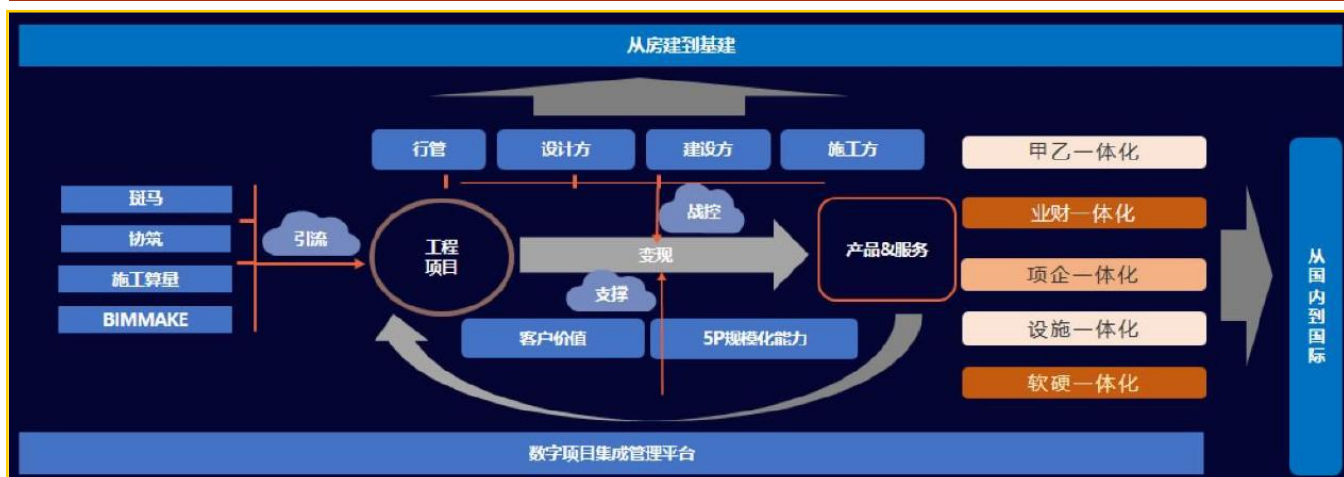 从房建到基建
行管
设计方
建设方
施工方
甲乙一体化
斑马
协筑
施工算量
BIMMAKE
引流
工程
项目
战控
变现
支撑
产品&服务
业财一体化
项企一体化
设施一体化
软硬一体化
客户价值
5P规模化能力
从国内到国际
数字项目集成管理平台